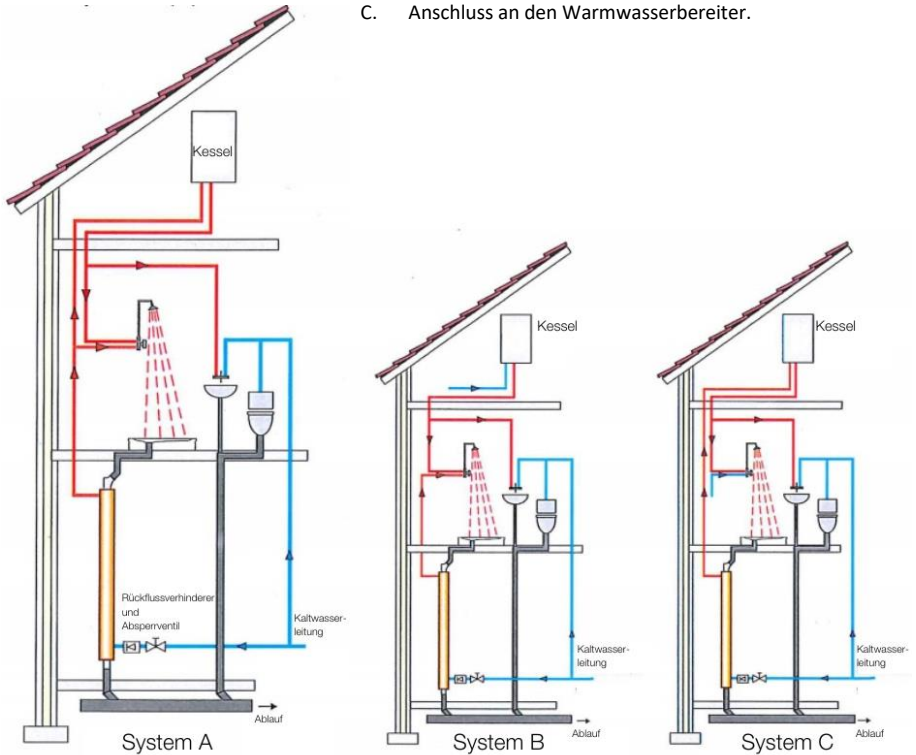 C. Anschluss an den Warmwasserbereiter.
Kessel
Rückflussverhinderer
und
Absperrventil
Kaltwasser-
leitung
Ablauf
System A
Kessel
Kaltwasser-
leitung
Ablauf
System B
Kessel
Kaltwasser-
leitung
Ablauf
System C